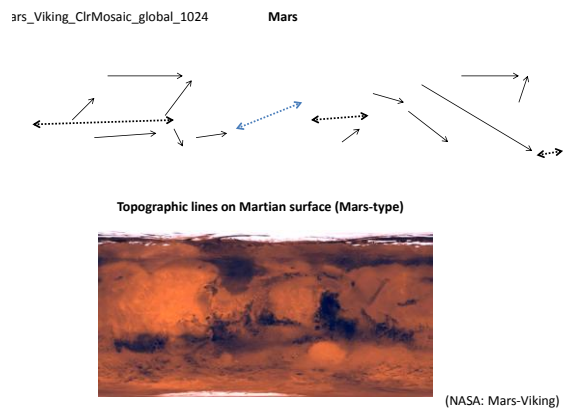 ars_Viking_ClrMosaic_global_1024 Mars
Topographic lines on Martian surface (Mars-type)
(NASA: Mars-Viking)